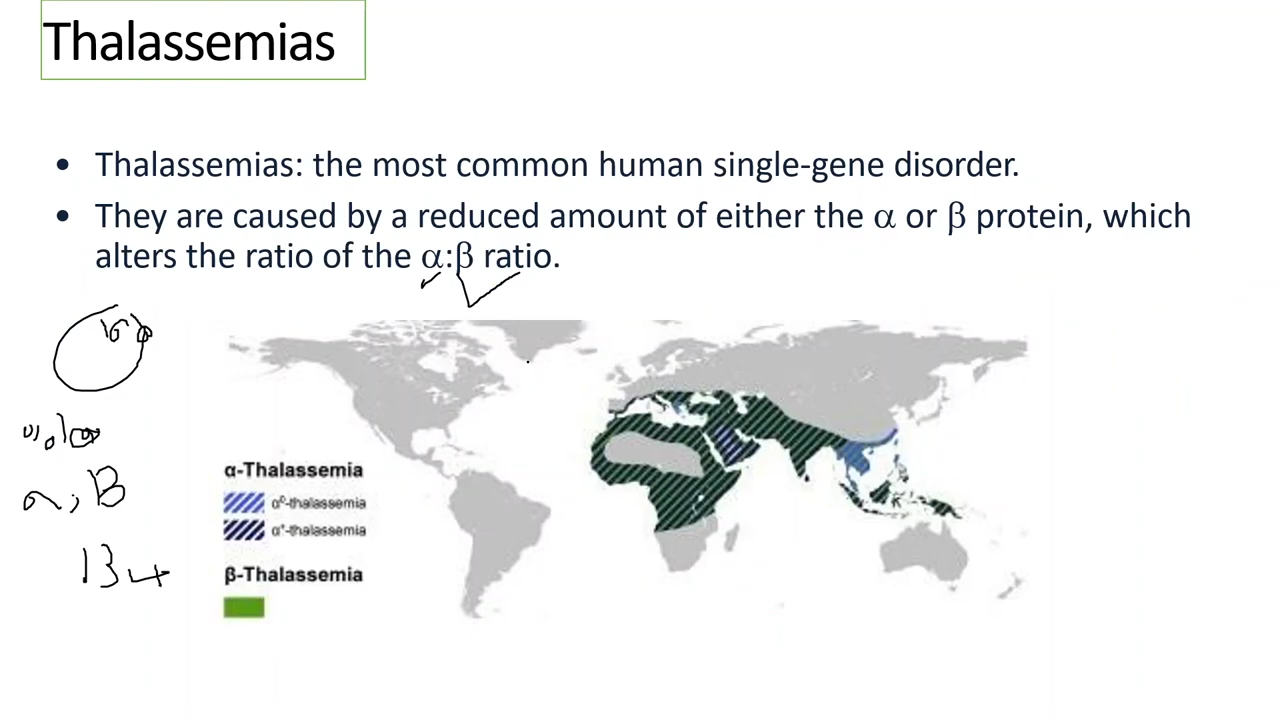 Thalassemias
• Thalassemias: the most common human single-gene disorder.
• They are caused by a reduced amount of either the α or β protein, which
alters the ratio of the α:β ratio.
α-Thalassemia
α⁰-thalassemia
α⁺-thalassemia
β-Thalassemia